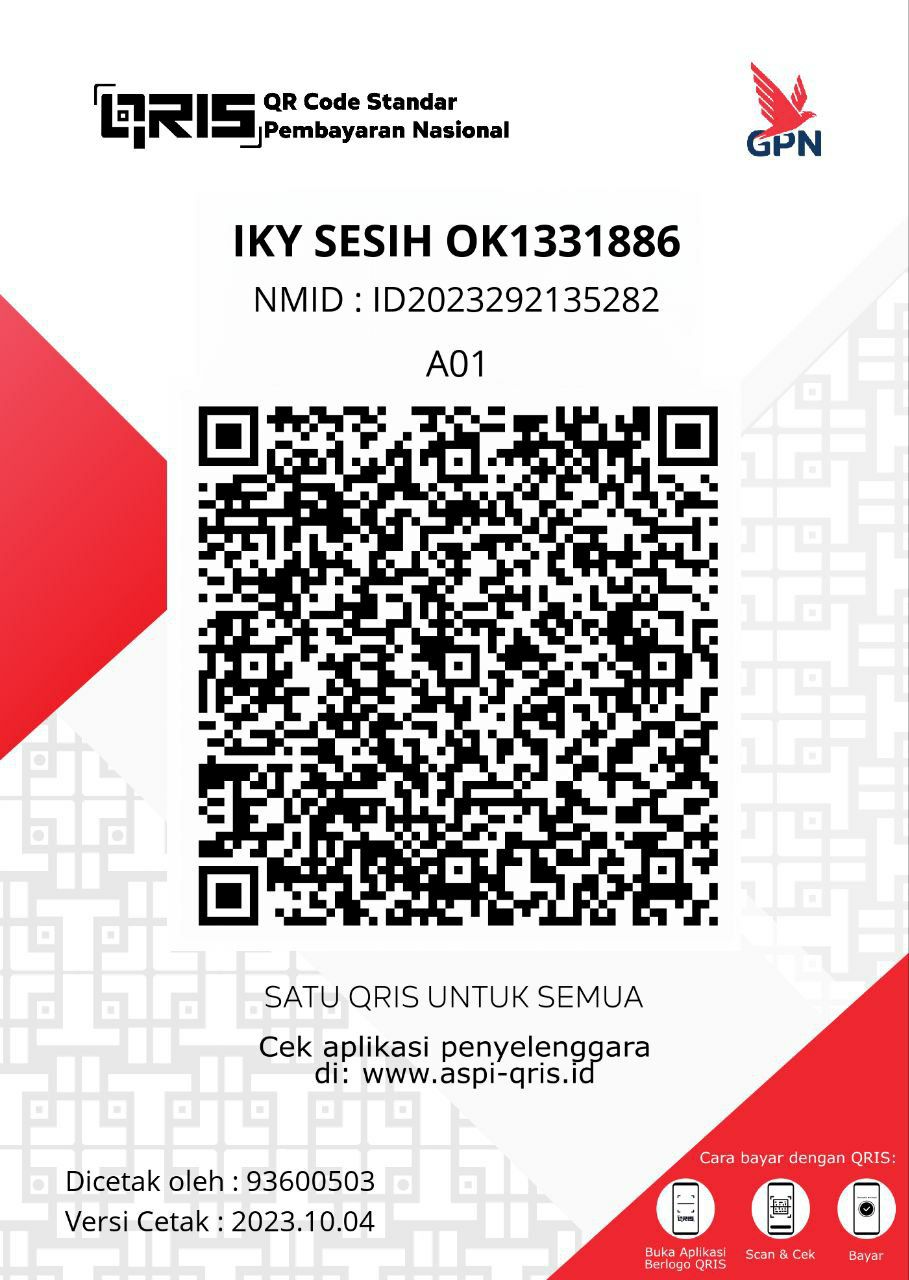 QRIS
QR Code Standar
Pembayaran Nasional
GPN
IKY SESIH OK1331886
NMID : ID2023292135282
A01
SATU QRIS UNTUK SEMUA
Cek aplikasi penyelenggara
di: www.aspi-qris.id
Dicetak oleh : 93600503
Versi Cetak : 2023.10.04
Cara bayar dengan QRIS:
QRIS
Buka Aplikasi
Berlogo QRIS
Scan & Cek
Bayar